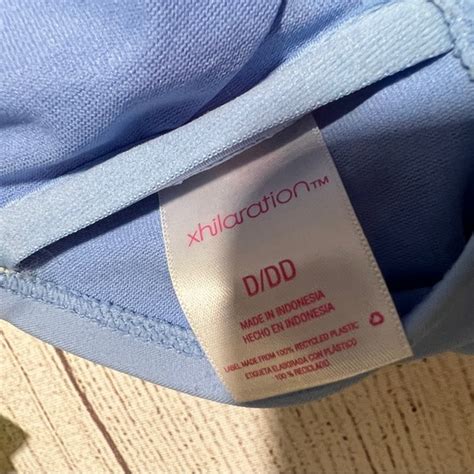 xhilaration™
D/DD
MADE IN INDONESIA
HECHO EN INDONESIA
LABEL MADE FROM 100% RECYCLED PLASTIC
ETIQUETA ELABORADA CON PLÁSTICO
100% RECICLADO